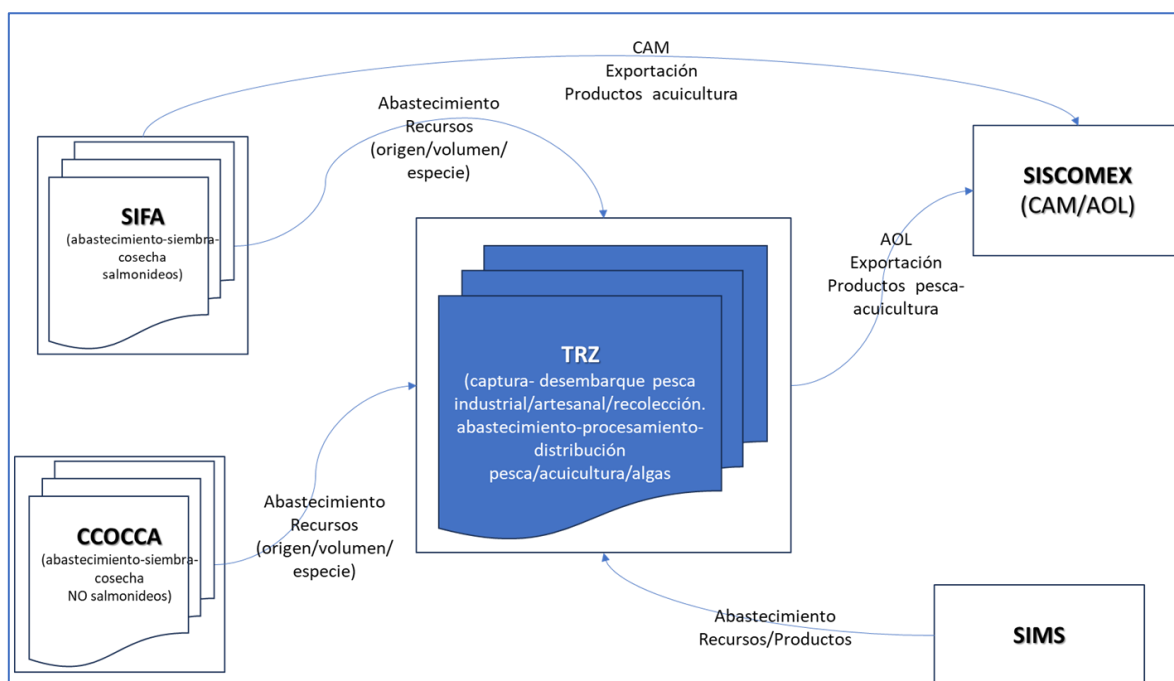 CAM
Exportación
Productos acuicultura
Abastecimiento
Recursos
(origen/volumen/
especie)
SIFA
(abastecimiento-siembra-
cosecha
salmonideos)
SISCOMEX
(CAM/AOL)
AOL
Exportación
Productos pesca-
acuicultura
TRZ
(captura- desembarque pesca
industrial/artesanal/recolección.
abastecimiento-procesamiento-
distribución
pesca/acuicultura/algas
CCOCCA
(abastecimiento-siembra-
cosecha
NO salmonideos)
Abastecimiento
Recursos
(origen/volumen/
especie)
Abastecimiento
Recursos/Productos
SIMS